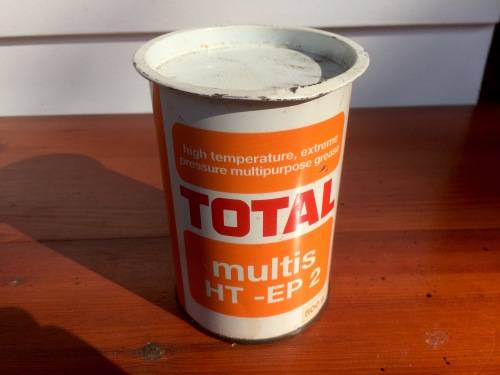 high temperature, extreme
pressure multipurpose grease
TOTAL
multis
HT -EP 2